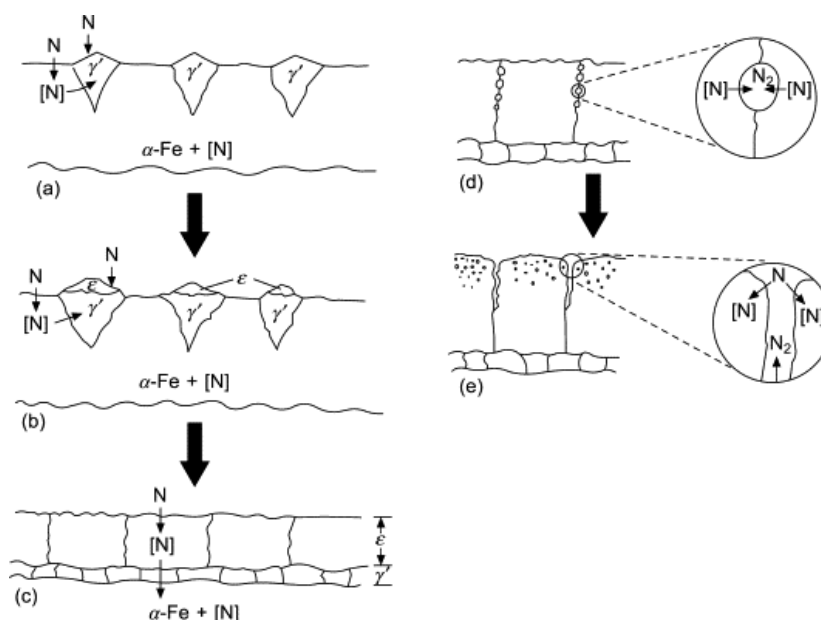 N
N
γ′
[N]
γ′
γ′
α-Fe + [N]
(a)
N
N
ε
ε
[N]
γ′
γ′
γ′
α-Fe + [N]
(b)
N
[N]
ε
γ′
(c)
α-Fe + [N]
N₂
[N]
[N]
(d)
N
[N]
[N]
N₂
(e)